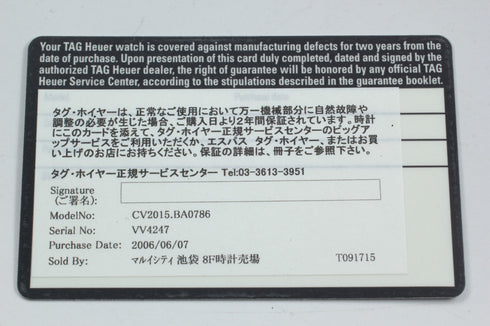 Your TAG Heuer watch is covered against manufacturing defects for two years from the
date of purchase. Upon presentation of this card duly completed, dated and signed by the
authorized TAG Heuer dealer, the right of guarantee will be honored by any official TAG
Heuer Service Center, according to the stipulations described in the guarantee booklet.
タグ・ホイヤーは、正常なご使用において万一機械部分に自然故障や
調整の必要が生じた場合、ご購入日より2年間保証されています。時計
にこのカードを添えて、タグ・ホイヤー正規サービスセンターのピックア
ップサービスをご利用いただくか、エスパス タグ・ホイヤー、またはお買
い上げのお店にお持ちください。保証の詳細は、冊子をご参照下さい。
タグ・ホイヤー正規サービスセンター Tel:03-3613-3951
Signature
(ご署名):
ModelNo: CV2015.BA0786
Serial No: VV4247
Purchase Date: 2006/06/07
Sold By: マルイシティ 池袋 8F時計売場 T091715